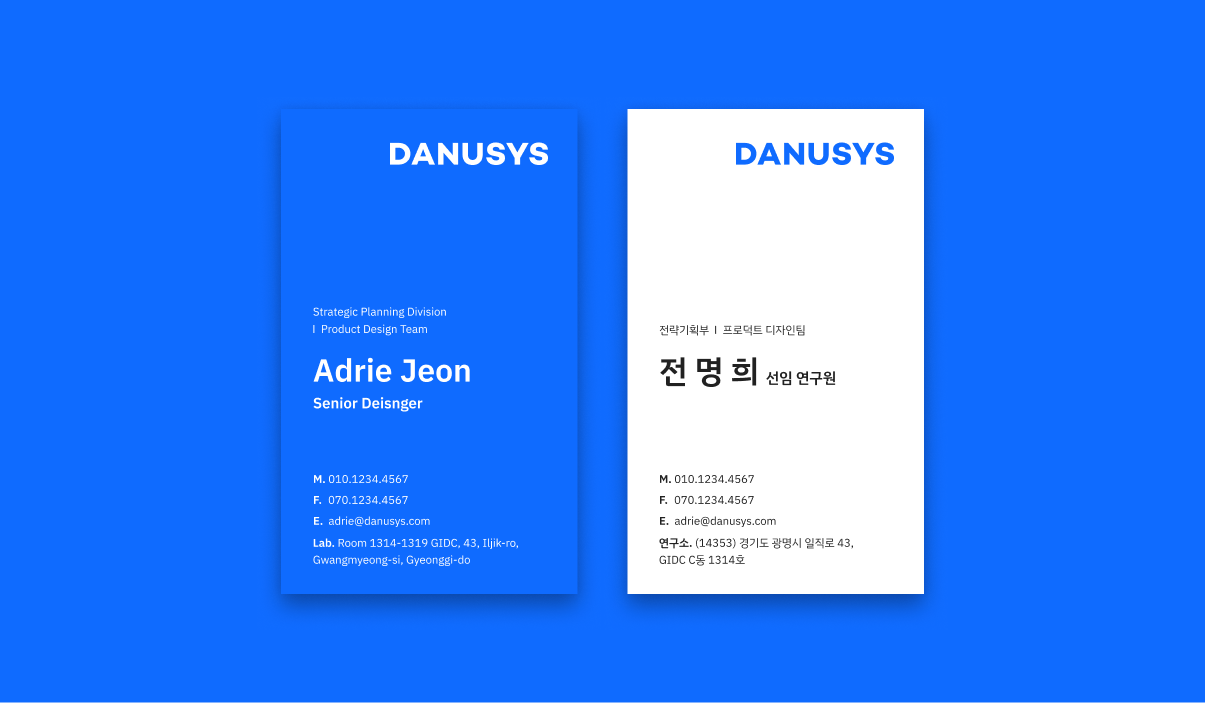 DANUSYS
Strategic Planning Division
I Product Design Team
Adrie Jeon
Senior Deisnger
M. 010.1234.4567
F. 070.1234.4567
E. adrie@danusys.com
Lab. Room 1314-1319 GIDC, 43, Iljik-ro,
Gwangmyeong-si, Gyeonggi-do
DANUSYS
전략기획부 I 프로덕트 디자인팀
전 명 희 선임 연구원
M. 010.1234.4567
F. 070.1234.4567
E. adrie@danusys.com
연구소. (14353) 경기도 광명시 일직로 43,
GIDC C동 1314호